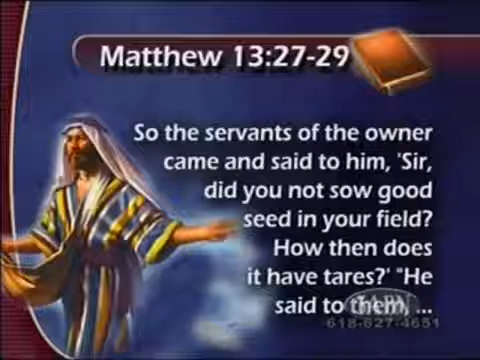 Matthew 13:27-29
So the servants of the owner
came and said to him, 'Sir,
did you not sow good
seed in your field?
How then does
it have tares?' "He
said to them, ...
618-627-4651